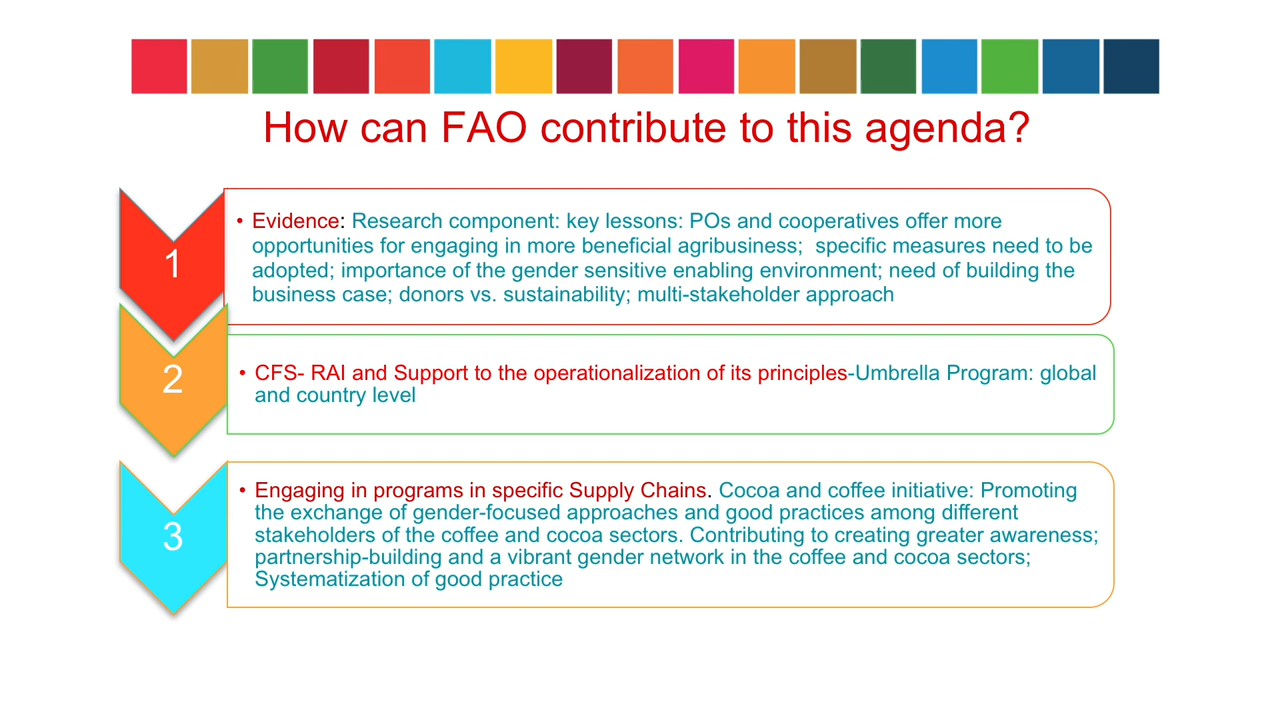 How can FAO contribute to this agenda?
1
• Evidence: Research component: key lessons: POs and cooperatives offer more
opportunities for engaging in more beneficial agribusiness;  specific measures need to be
adopted; importance of the gender sensitive enabling environment; need of building the
business case; donors vs. sustainability; multi-stakeholder approach
2
• CFS- RAI and Support to the operationalization of its principles-Umbrella Program: global
and country level
3
• Engaging in programs in specific Supply Chains. Cocoa and coffee initiative: Promoting
the exchange of gender-focused approaches and good practices among different
stakeholders of the coffee and cocoa sectors. Contributing to creating greater awareness;
partnership-building and a vibrant gender network in the coffee and cocoa sectors;
Systematization of good practice